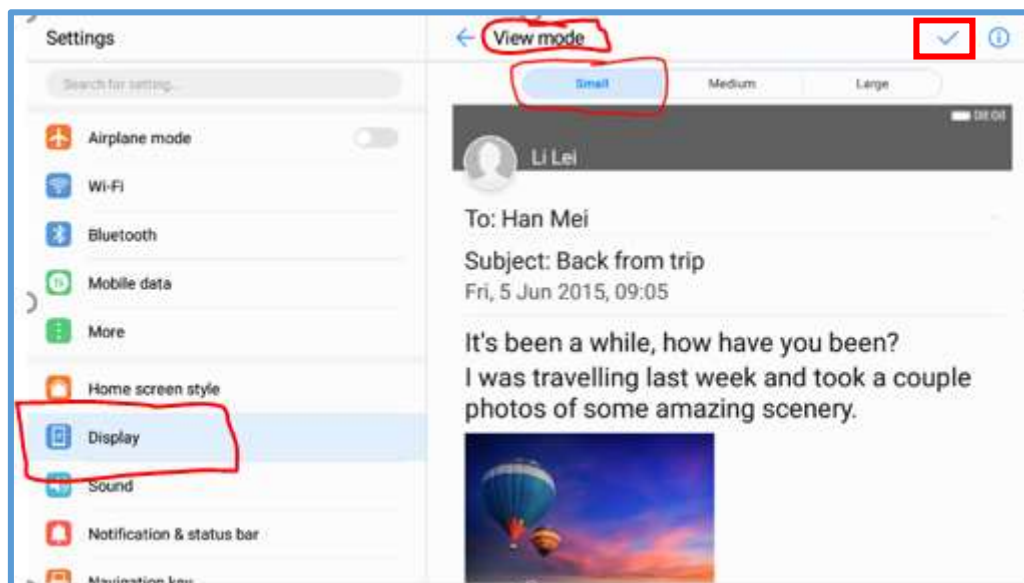 Settings
Search for setting...
Airplane mode
Wi-Fi
Bluetooth
Mobile data
More
Home screen style
Display
Sound
Notification & status bar
Navigation key
View mode
Small Medium Large
08:08
Li Lei
To: Han Mei
Subject: Back from trip
Fri, 5 Jun 2015, 09:05
It's been a while, how have you been?
I was travelling last week and took a couple
photos of some amazing scenery.